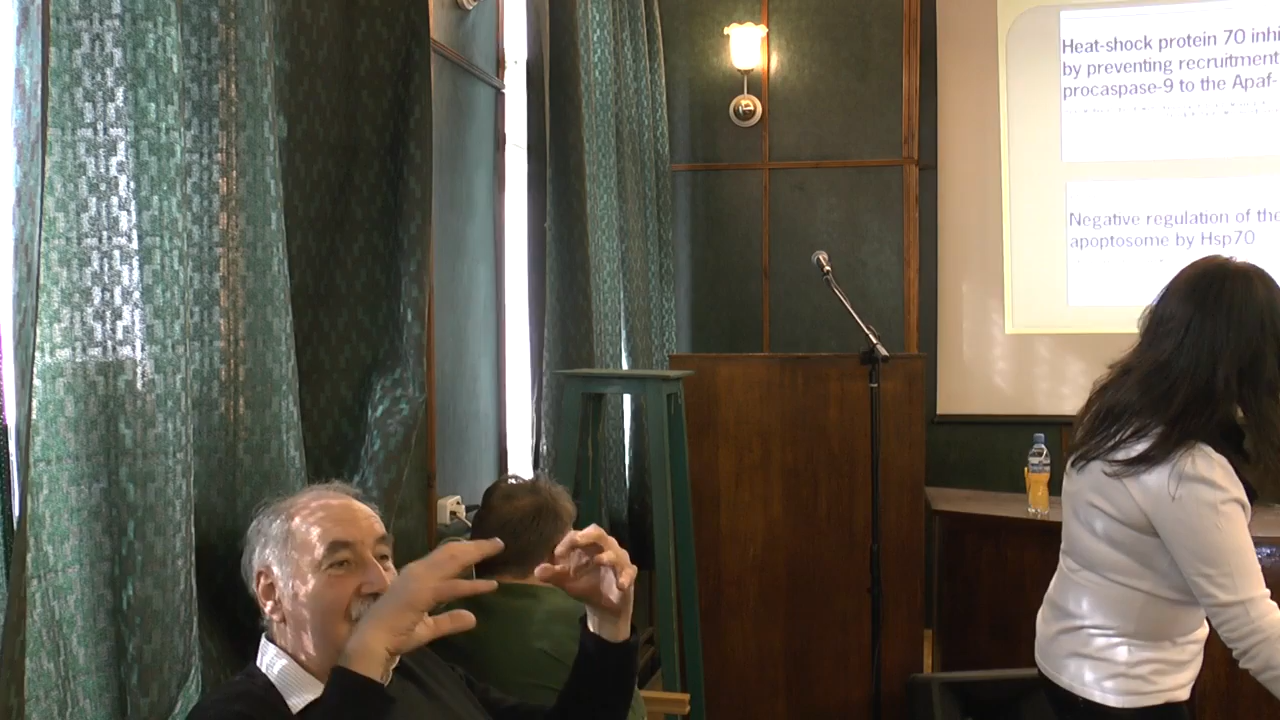 Heat-shock protein 70 inhi
by preventing recruitment
procaspase-9 to the Apaf-
Negative regulation of the
apoptosome by Hsp70